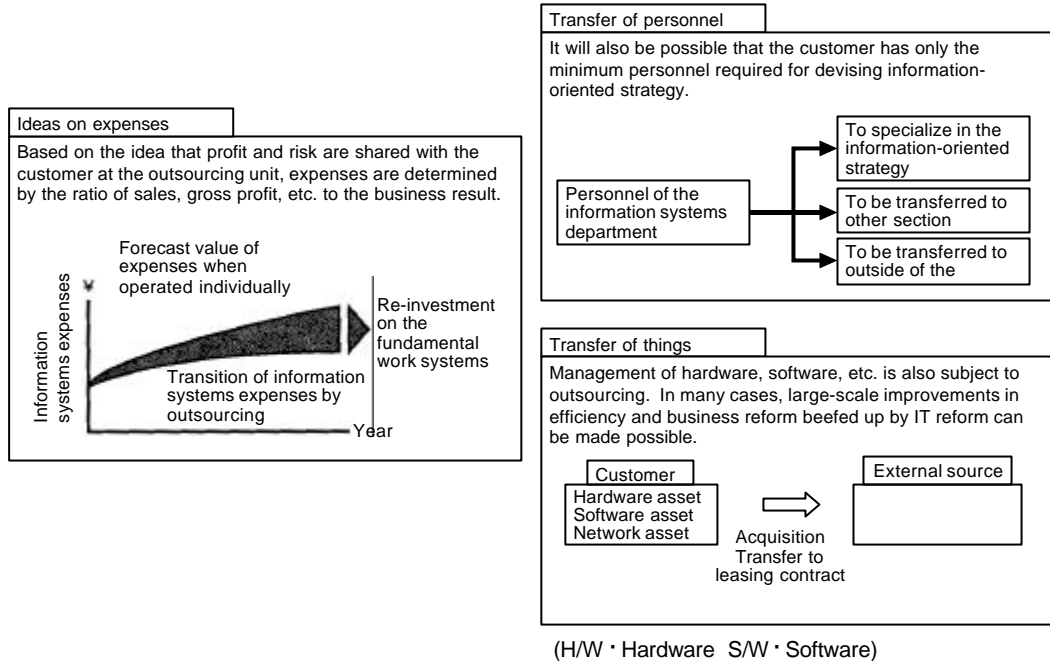 Ideas on expenses
Based on the idea that profit and risk are shared with the
customer at the outsourcing unit, expenses are determined
by the ratio of sales, gross profit, etc. to the business result.
Forecast value of
expenses when
operated individually
¥
Information
systems expenses
Re-investment
on the
fundamental
work systems
Transition of information
systems expenses by
outsourcing
Year
Transfer of personnel
It will also be possible that the customer has only the
minimum personnel required for devising information-
oriented strategy.
Personnel of the
information systems
department
To specialize in the
information-oriented
strategy
To be transferred to
other section
To be transferred to
outside of the
Transfer of things
Management of hardware, software, etc. is also subject to
outsourcing.  In many cases, large-scale improvements in
efficiency and business reform beefed up by IT reform can
be made possible.
Customer
Hardware asset
Software asset
Network asset
Acquisition
Transfer to
leasing contract
External source
(H/W・Hardware  S/W・Software)